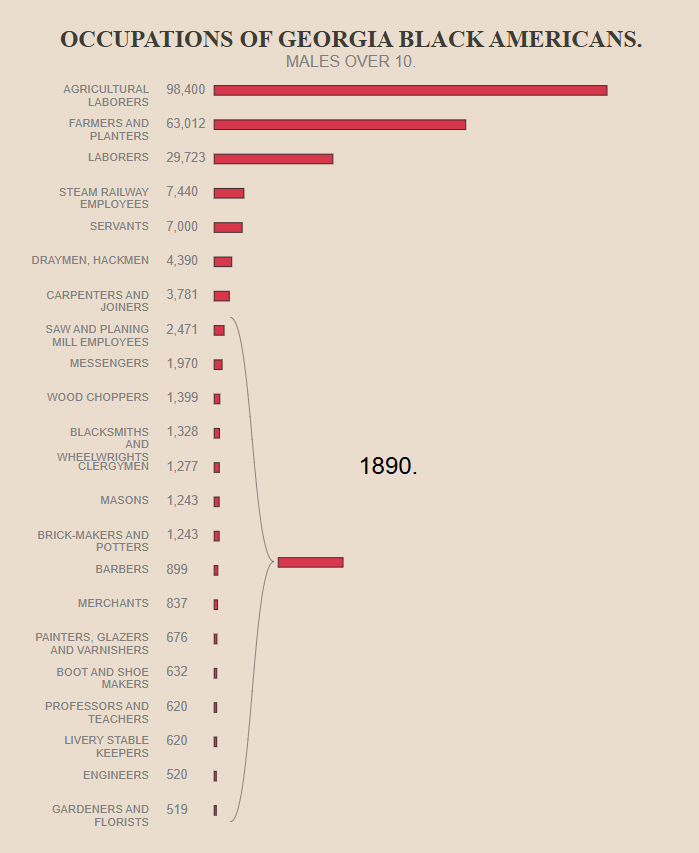 OCCUPATIONS OF GEORGIA BLACK AMERICANS.
MALES OVER 10.
AGRICULTURAL
LABORERS 98,400
FARMERS AND
PLANTERS 63,012
LABORERS 29,723
STEAM RAILWAY
EMPLOYEES 7,440
SERVANTS 7,000
DRAYMEN, HACKMEN 4,390
CARPENTERS AND
JOINERS 3,781
SAW AND PLANING
MILL EMPLOYEES 2,471
MESSENGERS 1,970
WOOD CHOPPERS 1,399
BLACKSMITHS
AND
WHEELWRIGHTS 1,328
CLERGYMEN 1,277
1890.
MASONS 1,243
BRICK-MAKERS AND
POTTERS 1,243
BARBERS 899
MERCHANTS 837
PAINTERS, GLAZERS
AND VARNISHERS 676
BOOT AND SHOE
MAKERS 632
PROFESSORS AND
TEACHERS 620
LIVERY STABLE
KEEPERS 620
ENGINEERS 520
GARDENERS AND
FLORISTS 519